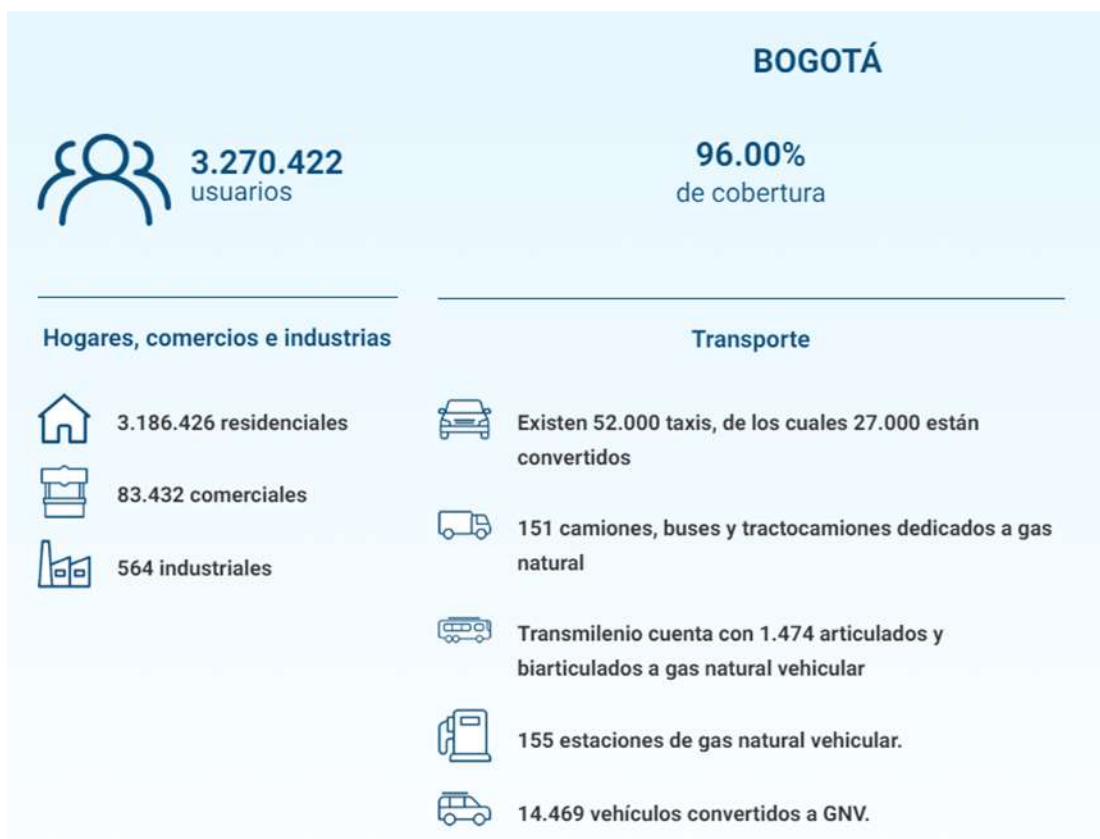 BOGOTÁ
3.270.422
usuarios
96.00%
de cobertura
Hogares, comercios e industrias
3.186.426 residenciales
83.432 comerciales
564 industriales
Transporte
Existen 52.000 taxis, de los cuales 27.000 están
convertidos
151 camiones, buses y tractocamiones dedicados a gas
natural
Transmilenio cuenta con 1.474 articulados y
biarticulados a gas natural vehicular
155 estaciones de gas natural vehicular.
14.469 vehículos convertidos a GNV.